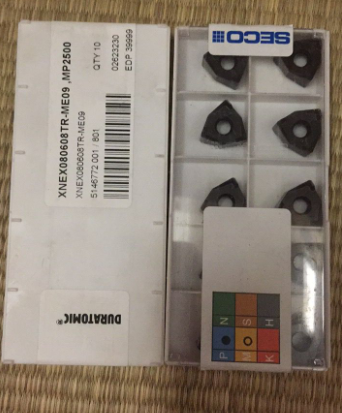 XNEX080608TR-ME09 ,MP2500
XNEX080608TR-ME09
5146772 001 / 801
QTY 10
02623230
EDP 39999
DURATOMIC®
SECO
N S H
P M K